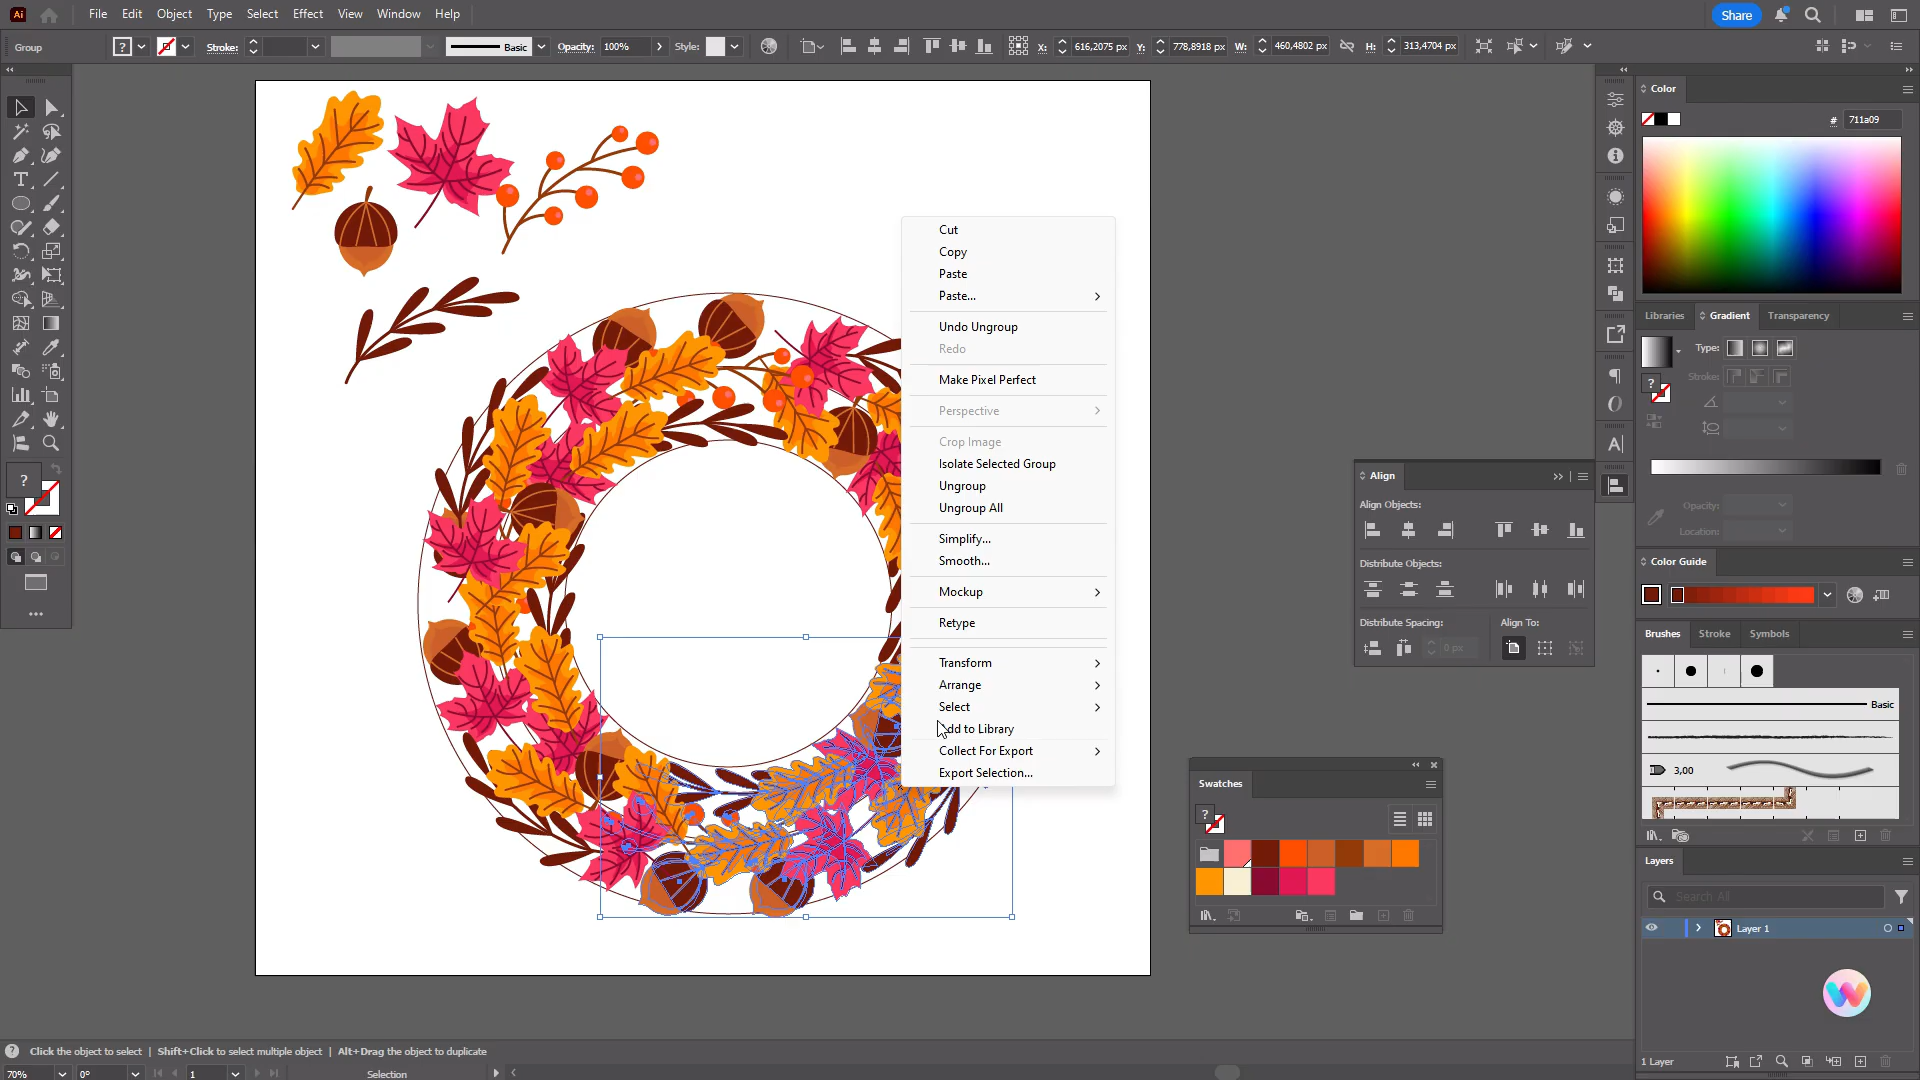 Ai File Edit Object Type Select Effect View Window Help Share
Group ? Stroke: Basic Opacity: 100% Style: X: 616,2075 px Y: 778,8918 px W: 460,4802 px H: 313,4704 px
Cut
Copy
Paste
Paste...
Undo Ungroup
Redo
Make Pixel Perfect
Perspective
Crop Image
Isolate Selected Group
Ungroup
Ungroup All
Simplify...
Smooth...
Mockup
Retype
Transform
Arrange
Select
Add to Library
Collect For Export
Export Selection...
Align
Align Objects:
Distribute Objects:
Distribute Spacing: Align To:
0 px
Swatches
Color
# 711a09
Libraries Gradient Transparency
Type:
Stroke:
Opacity:
Location:
Color Guide
Brushes Stroke Symbols
Basic
3,00
Layers
Search All
Layer 1
1 Layer
Click the object to select | Shift+Click to select multiple object | Alt+Drag the object to duplicate
70% 0° 1 Selection